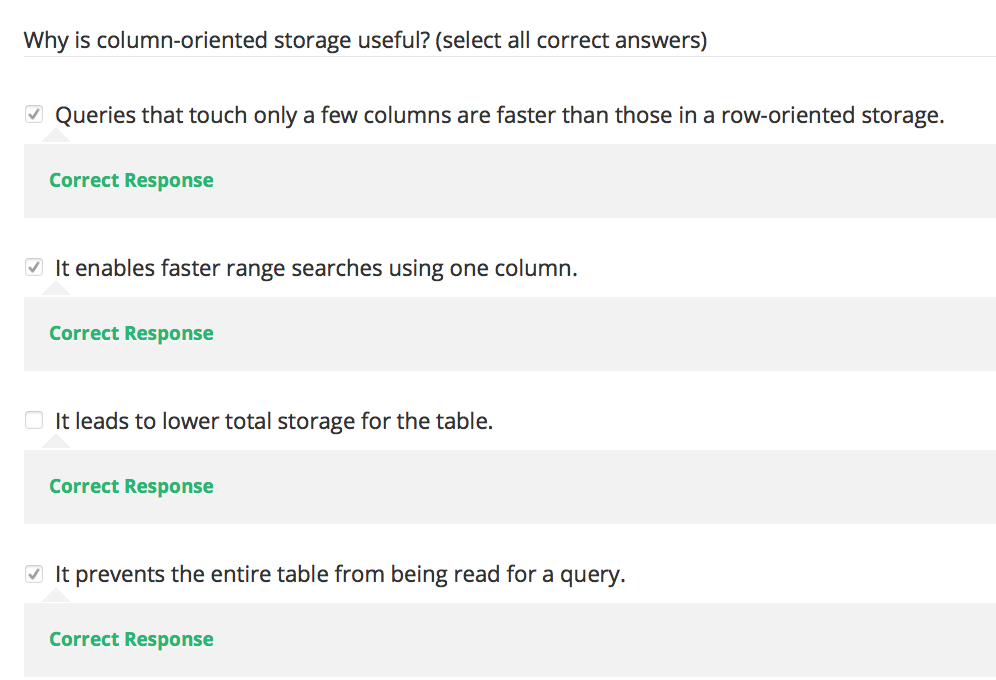 Why is column-oriented storage useful? (select all correct answers)
Queries that touch only a few columns are faster than those in a row-oriented storage.
Correct Response
It enables faster range searches using one column.
Correct Response
It leads to lower total storage for the table.
Correct Response
It prevents the entire table from being read for a query.
Correct Response